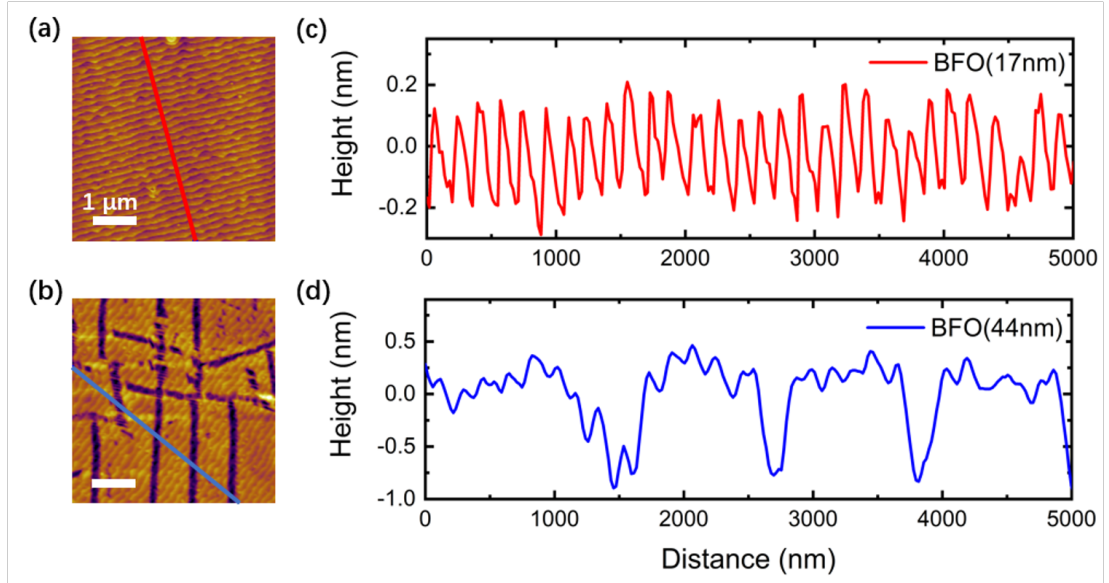 (a)
1 μm
(c)
Height (nm)
0.2
0.0
-0.2
BFO(17nm)
0
1000
2000
3000
4000
5000
(b)
(d)
Height (nm)
0.5
0.0
-0.5
-1.0
BFO(44nm)
0
1000
2000
3000
4000
5000
Distance (nm)